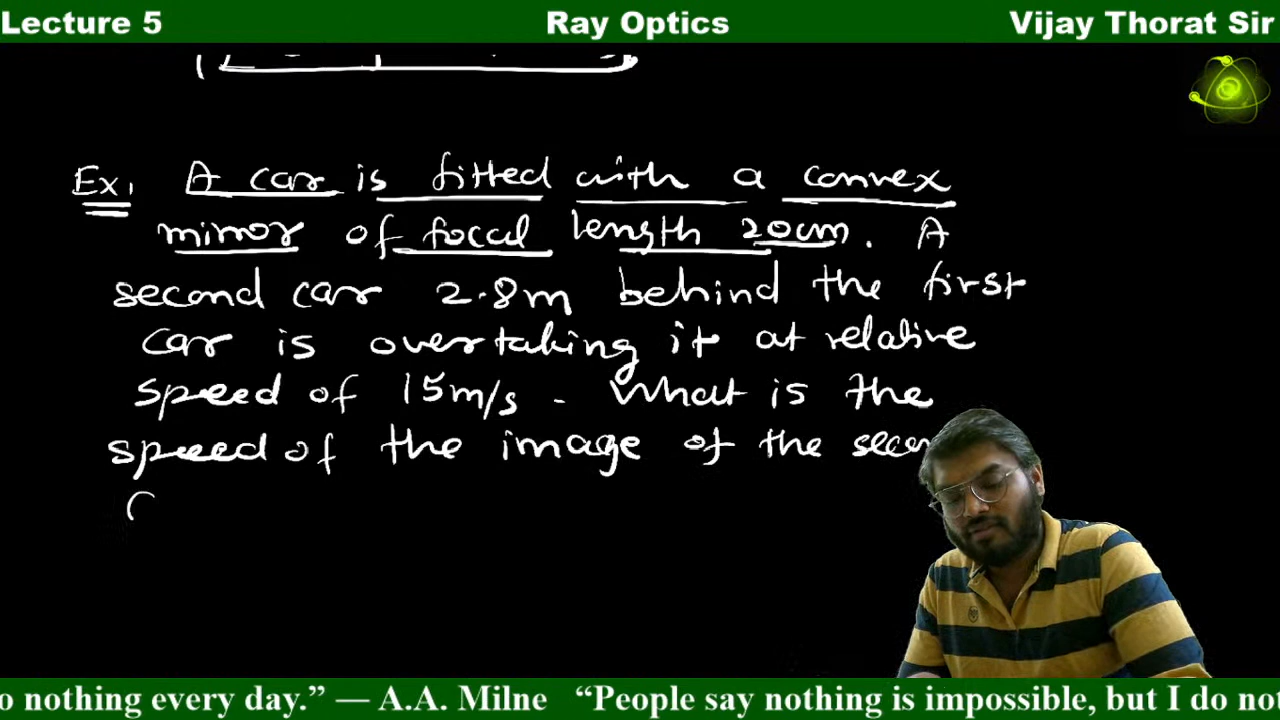 Lecture 5 Ray Optics Vijay Thorat Sir
Ex. A car is fitted with a convex
mirror of focal length 20cm. A
second car 2.8m behind the first
car is overtaking it at relative
speed of 15m/s. What is the
speed of the image of the
o nothing every day.” — A.A. Milne “People say nothing is impossible, but I do